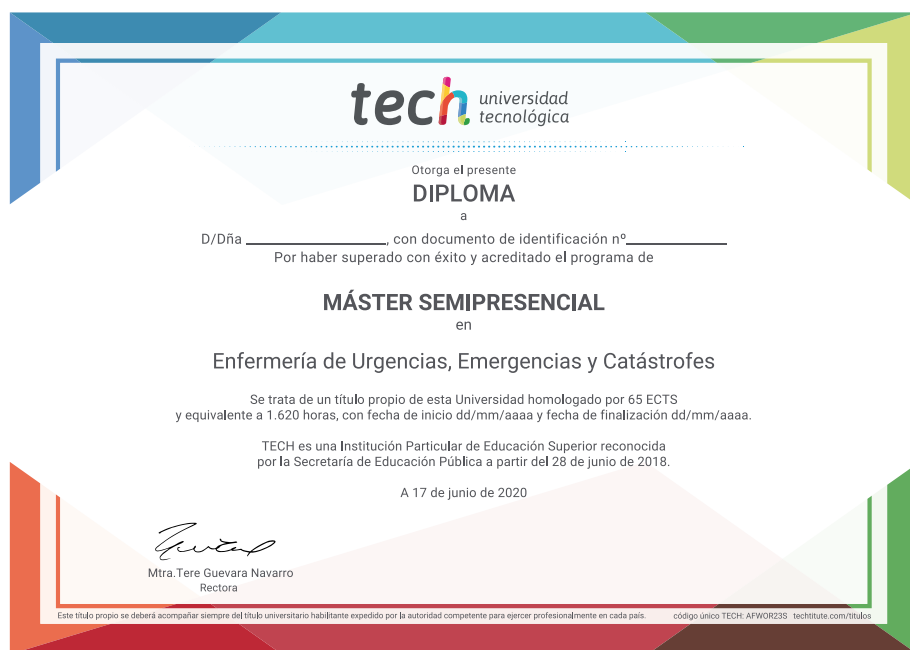 tech universidad
tecnológica
Otorga el presente
DIPLOMA
a
D/Dña ________________, con documento de identificación nº____________
Por haber superado con éxito y acreditado el programa de
MÁSTER SEMIPRESENCIAL
en
Enfermería de Urgencias, Emergencias y Catástrofes
Se trata de un título propio de esta Universidad homologado por 65 ECTS
y equivalente a 1.620 horas, con fecha de inicio dd/mm/aaaa y fecha de finalización dd/mm/aaaa.
TECH es una Institución Particular de Educación Superior reconocida
por la Secretaría de Educación Pública a partir del 28 de junio de 2018.
A 17 de junio de 2020
Mtra.Tere Guevara Navarro
Rectora
Este título propio se deberá acompañar siempre del título universitario habilitante expedido por la autoridad competente para ejercer profesionalmente en cada país. código único TECH: AFWOR23S techtitute.com/titulos